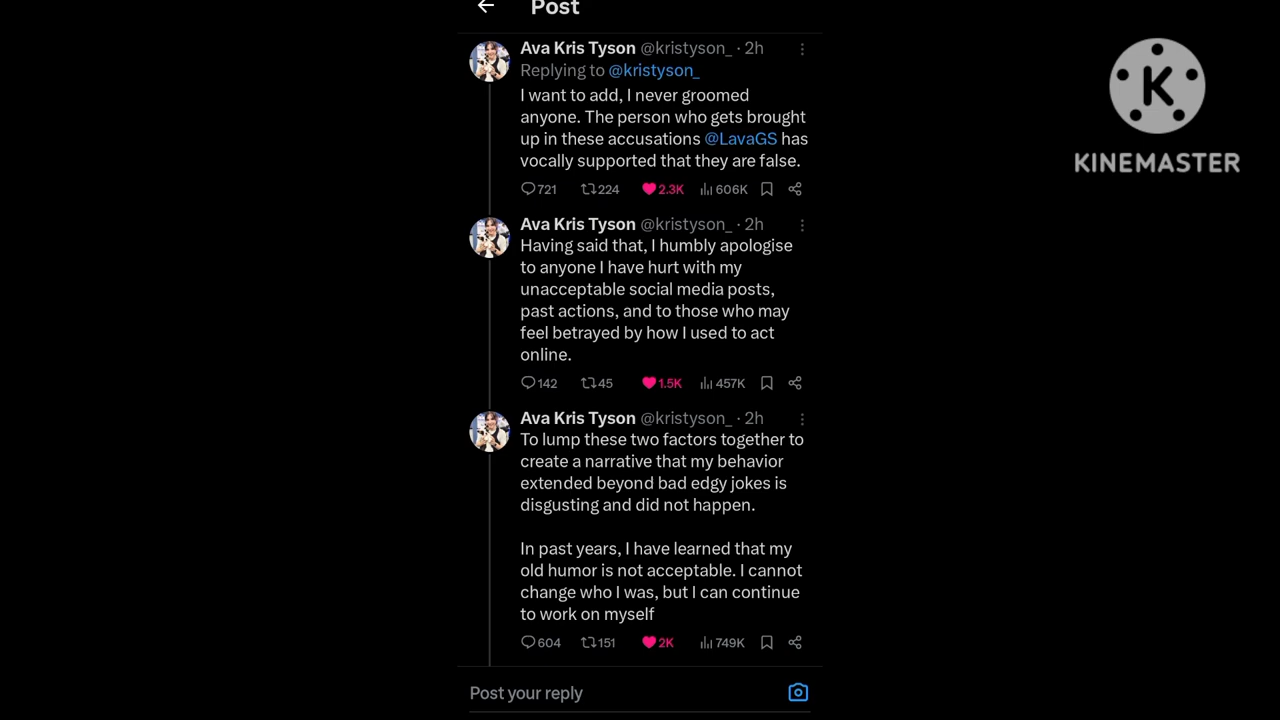 Post
Ava Kris Tyson @kristyson_ · 2h
Replying to @kristyson_
I want to add, I never groomed
anyone. The person who gets brought
up in these accusations @LavaGS has
vocally supported that they are false.
721 224 2.3K 606K
Ava Kris Tyson @kristyson_ · 2h
Having said that, I humbly apologise
to anyone I have hurt with my
unacceptable social media posts,
past actions, and to those who may
feel betrayed by how I used to act
online.
142 45 1.5K 457K
Ava Kris Tyson @kristyson_ · 2h
To lump these two factors together to
create a narrative that my behavior
extended beyond bad edgy jokes is
disgusting and did not happen.
In past years, I have learned that my
old humor is not acceptable. I cannot
change who I was, but I can continue
to work on myself
604 151 2K 749K
Post your reply
K
KINEMASTER